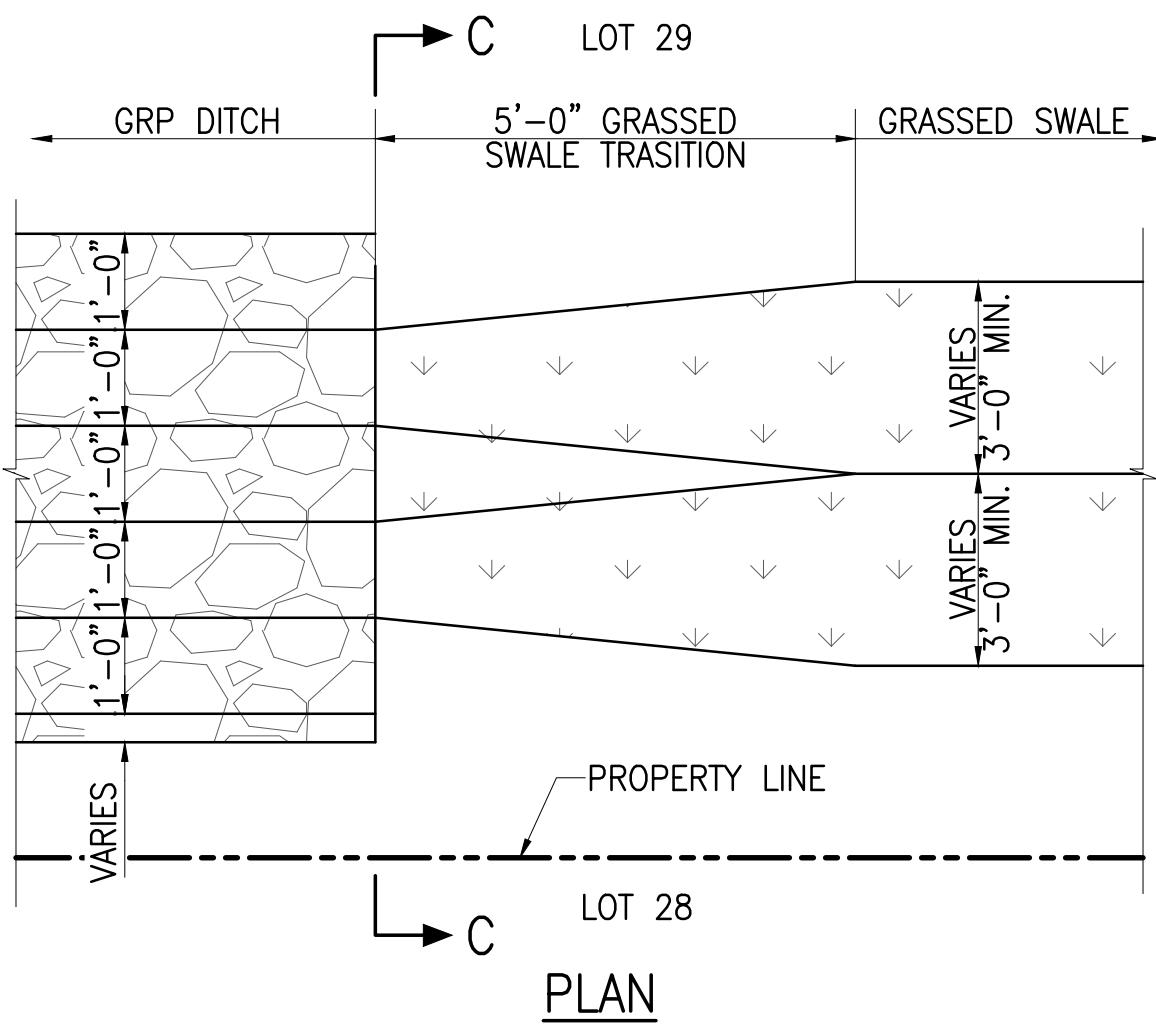 C
LOT 29
GRP DITCH
5'-0" GRASSED
SWALE TRASITION
GRASSED SWALE
1'-0"
1'-0"
1'-0"
1'-0"
1'-0"
VARIES
VARIES
3'-0" MIN.
VARIES
3'-0" MIN.
PROPERTY LINE
LOT 28
C
PLAN